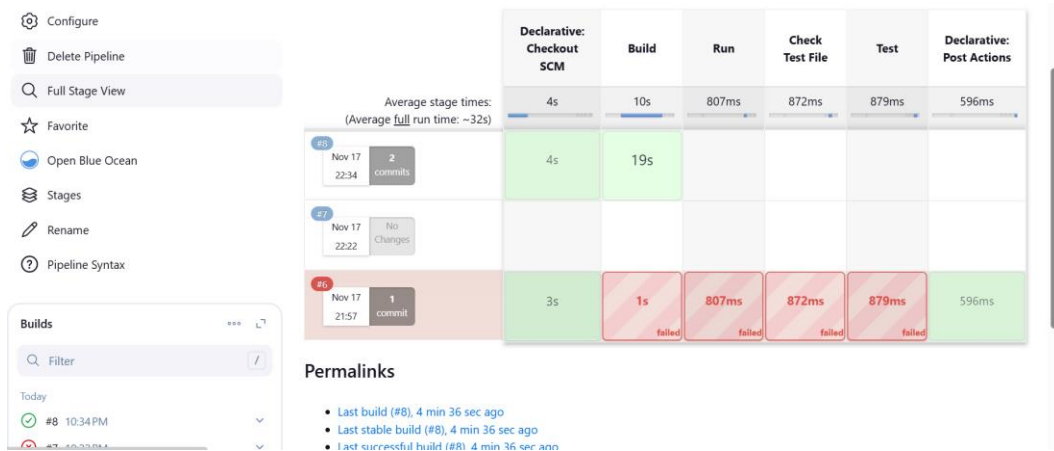 Configure
Delete Pipeline
Full Stage View
Favorite
Open Blue Ocean
Stages
Rename
Pipeline Syntax
Builds
Filter
/
Today
#8 10:34 PM
Declarative:
Checkout
SCM
Build
Run
Check
Test File
Test
Declarative:
Post Actions
Average stage times:
(Average full run time: ~32s)
4s
10s
807ms
872ms
879ms
596ms
#8
Nov 17
22:34
2
commits
4s
19s
#7
Nov 17
22:22
No
Changes
#6
Nov 17
21:57
1
commit
3s
1s
failed
807ms
failed
872ms
failed
879ms
failed
596ms
Permalinks
Last build (#8), 4 min 36 sec ago
Last stable build (#8), 4 min 36 sec ago
Last successful build (#8), 4 min 36 sec ago